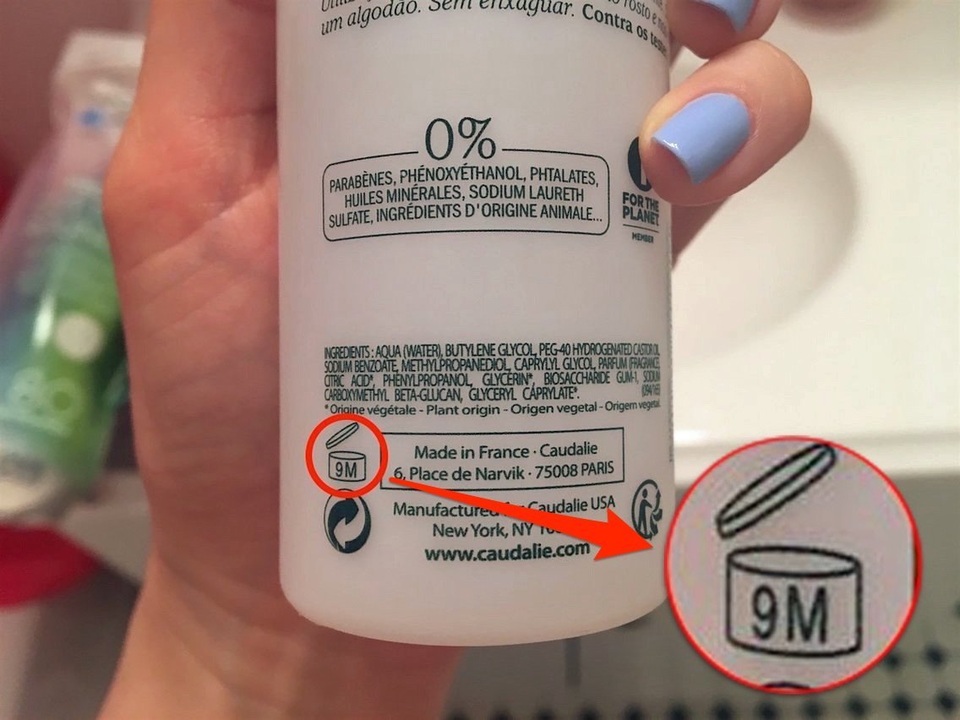 um algodão. Sem enxaguar. Contra os
0%
PARABÈNES, PHÉNOXYÉTHANOL, PHTALATES,
HUILES MINÉRALES, SODIUM LAURETH
SULFATE, INGRÉDIENTS D'ORIGINE ANIMALE...
FOR THE
PLANET
MEMBER
INGREDIENTS : AQUA (WATER), BUTYLENE GLYCOL, PEG-40 HYDROGENATED CASTOR OIL,
SODIUM BENZOATE, METHYLPROPANEDIOL, CAPRYLYL GLYCOL, PARFUM (FRAGRANCE),
CITRIC ACID*, PHENYLPROPANOL, GLYCERIN*, BIOSACCHARIDE GUM-1, SODIUM
CARBOXYMETHYL BETA-GLUCAN, GLYCERYL CAPRYLATE*.
*Origine végétale - Plant origin - Origen vegetal - Origem vegetal.
9M
Made in France · Caudalie
6, Place de Narvik · 75008 PARIS
Manufactured Caudalie USA
New York, NY
www.caudalie.com
9M